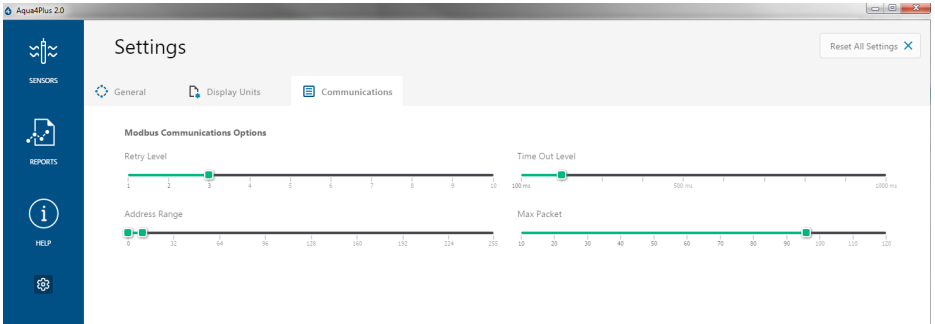 Aqua4Plus 2.0
Settings
Reset All Settings
SENSORS
General Display Units Communications
Modbus Communications Options
Retry Level Time Out Level
1 2 3 4 5 6 7 8 9 10 100 ms 500 ms 1000 ms
REPORTS
Address Range Max Packet
0 32 64 96 128 160 192 224 255 10 20 30 40 50 60 70 80 90 100 110 120
HELP